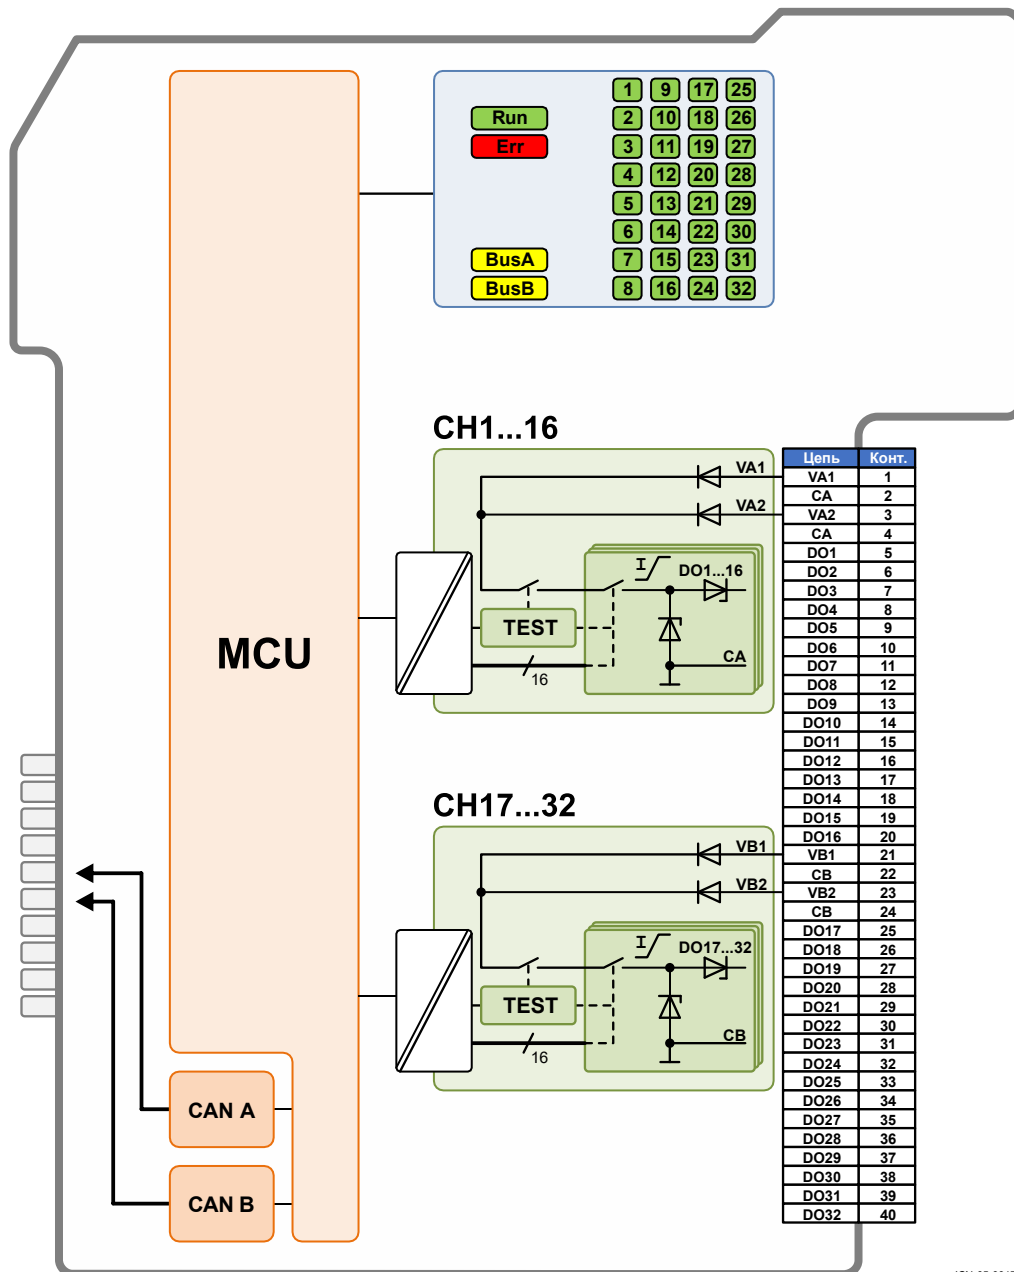 1 9 17 25
Run 2 10 18 26
Err 3 11 19 27
4 12 20 28
5 13 21 29
6 14 22 30
BusA 7 15 23 31
BusB 8 16 24 32
MCU
CH1...16
VA1
VA2
I
DO1...16
TEST
CA
16
CH17...32
VB1
VB2
I
DO17...32
TEST
CB
16
CAN A
CAN B
Цепь Конт.
VA1 1
CA 2
VA2 3
CA 4
DO1 5
DO2 6
DO3 7
DO4 8
DO5 9
DO6 10
DO7 11
DO8 12
DO9 13
DO10 14
DO11 15
DO12 16
DO13 17
DO14 18
DO15 19
DO16 20
VB1 21
CB 22
VB2 23
CB 24
DO17 25
DO18 26
DO19 27
DO20 28
DO21 29
DO22 30
DO23 31
DO24 32
DO25 33
DO26 34
DO27 35
DO28 36
DO29 37
DO30 38
DO31 39
DO32 40